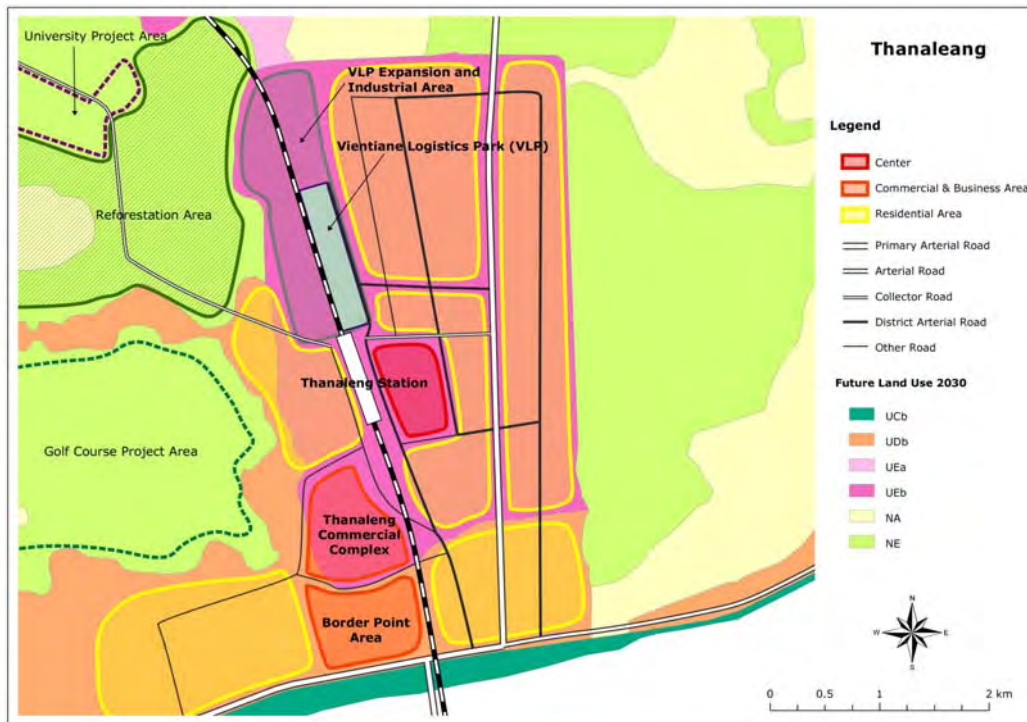 University Project Area
VLP Expansion and
Industrial Area
Vientiane Logistics Park (VLP)
Reforestation Area
Thanaleng Station
Golf Course Project Area
Thanaleng
Commercial
Complex
Border Point
Area
Thanaleang
Legend
Center
Commercial & Business Area
Residential Area
Primary Arterial Road
Arterial Road
Collector Road
District Arterial Road
Other Road
Future Land Use 2030
UCb
UDb
UEa
UEb
NA
NE
N
W E
S
0 0.5 1 2 km